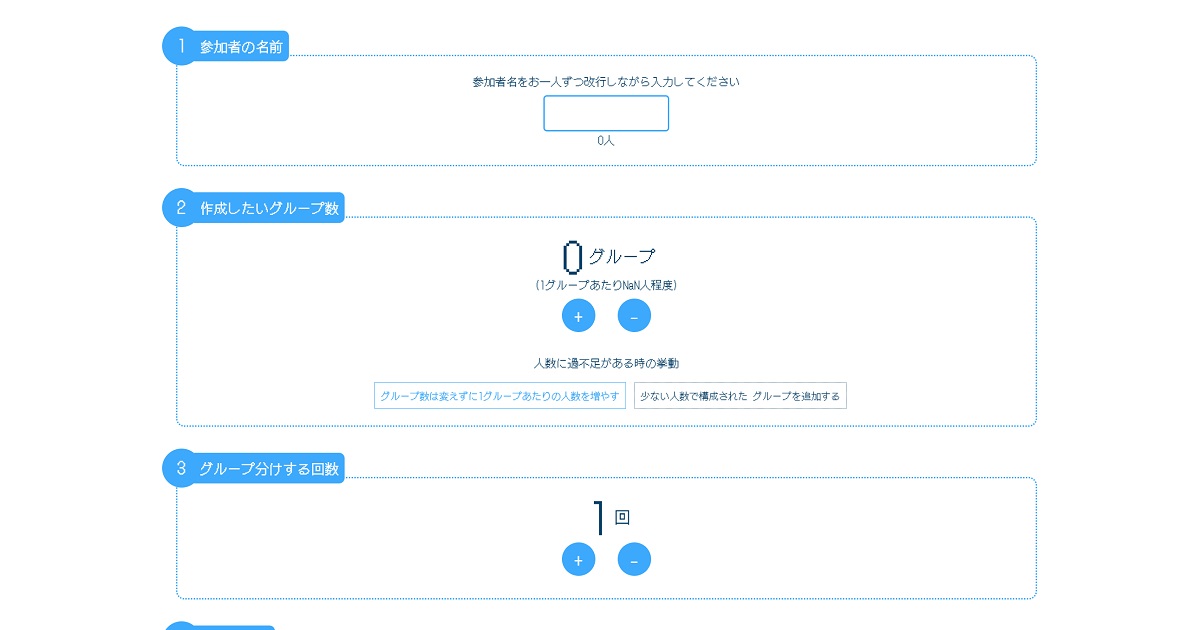 1 参加者の名前
参加者名をお一人ずつ改行しながら入力してください
0人
2 作成したいグループ数
0 グループ
(1グループあたりNaN人程度)
+ -
人数に過不足がある時の挙動
グループ数は変えずに1グループあたりの人数を増やす 少ない人数で構成された グループを追加する
3 グループ分けする回数
1 回
+ -